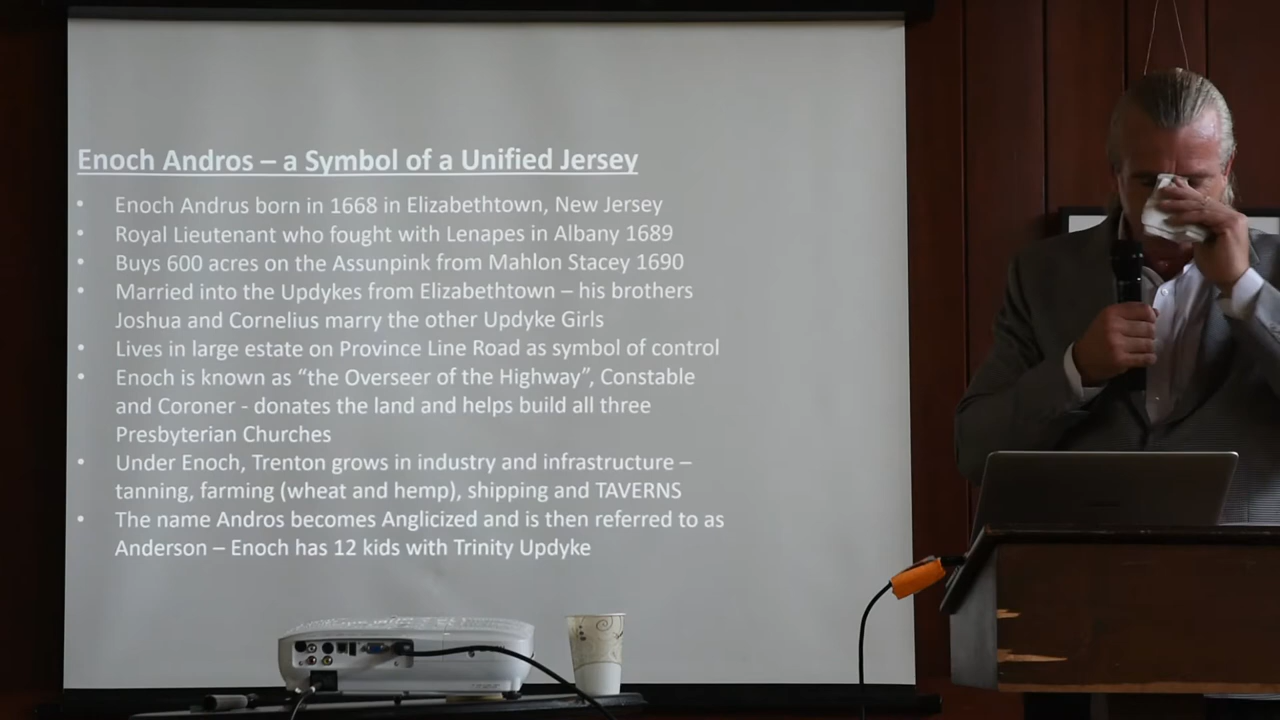 Enoch Andros – a Symbol of a Unified Jersey
• Enoch Andrus born in 1668 in Elizabethtown, New Jersey
• Royal Lieutenant who fought with Lenapes in Albany 1689
• Buys 600 acres on the Assunpink from Mahlon Stacey 1690
• Married into the Updykes from Elizabethtown – his brothers
Joshua and Cornelius marry the other Updyke Girls
• Lives in large estate on Province Line Road as symbol of control
• Enoch is known as “the Overseer of the Highway”, Constable
and Coroner - donates the land and helps build all three
Presbyterian Churches
• Under Enoch, Trenton grows in industry and infrastructure –
tanning, farming (wheat and hemp), shipping and TAVERNS
• The name Andros becomes Anglicized and is then referred to as
Anderson – Enoch has 12 kids with Trinity Updyke